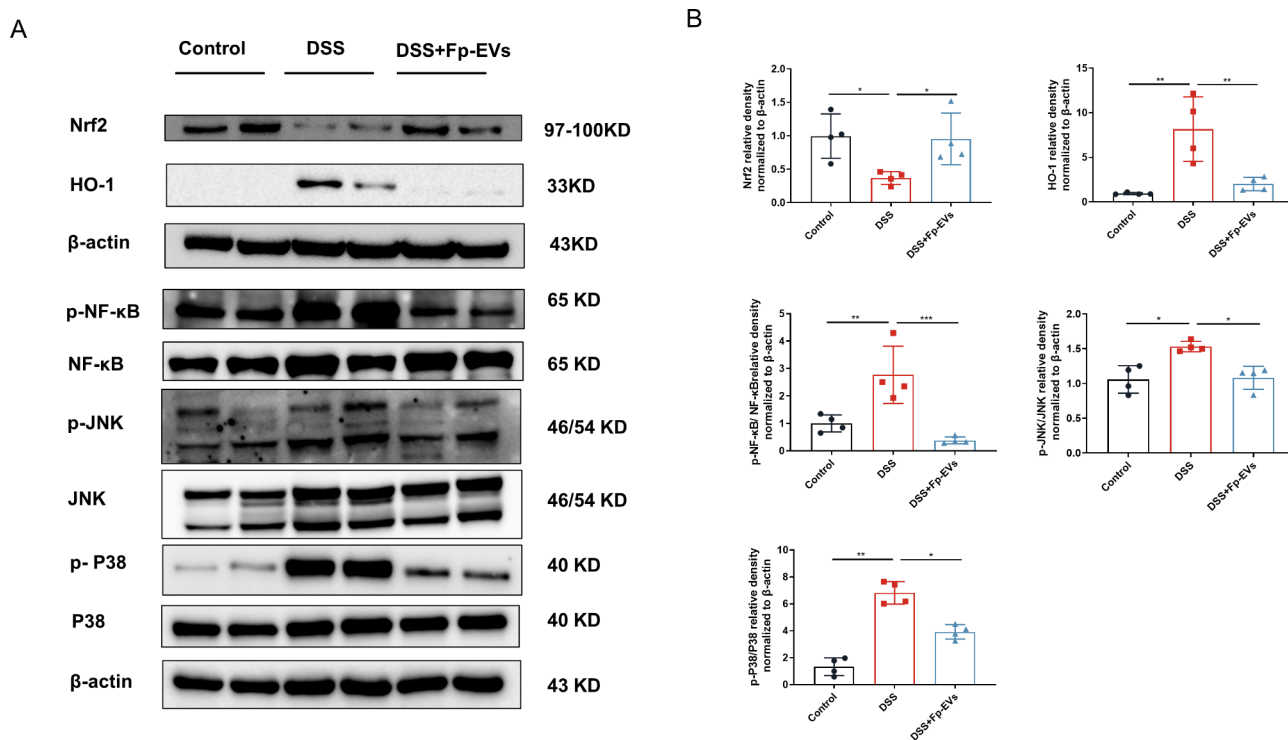 A
Control DSS DSS+Fp-EVs
Nrf2 97-100KD
HO-1 33KD
β-actin 43KD
p-NF-κB 65 KD
NF-κB 65 KD
p-JNK 46/54 KD
JNK 46/54 KD
p- P38 40 KD
P38 40 KD
β-actin 43 KD
B
Nrf2 relative density
normalized to β-actin
2.0
1.5
1.0
0.5
0.0
* *
Control DSS DSS+Fp-EVs
HO-1 relative density
normalized to β-actin
15
10
5
0
** **
Control DSS DSS+Fp-EVs
p-NF-κB/ NF-κBrelative density
normalized to β-actin
5
4
3
2
1
0
** ***
Control DSS DSS+Fp-EVs
p-JNK/JNK relative density
normalized to β-actin
2.0
1.5
1.0
0.5
0.0
* *
Control DSS DSS+Fp-EVs
p-P38/P38 relative density
normalized to β-actin
10
8
6
4
2
0
** *
Control DSS DSS+Fp-EVs